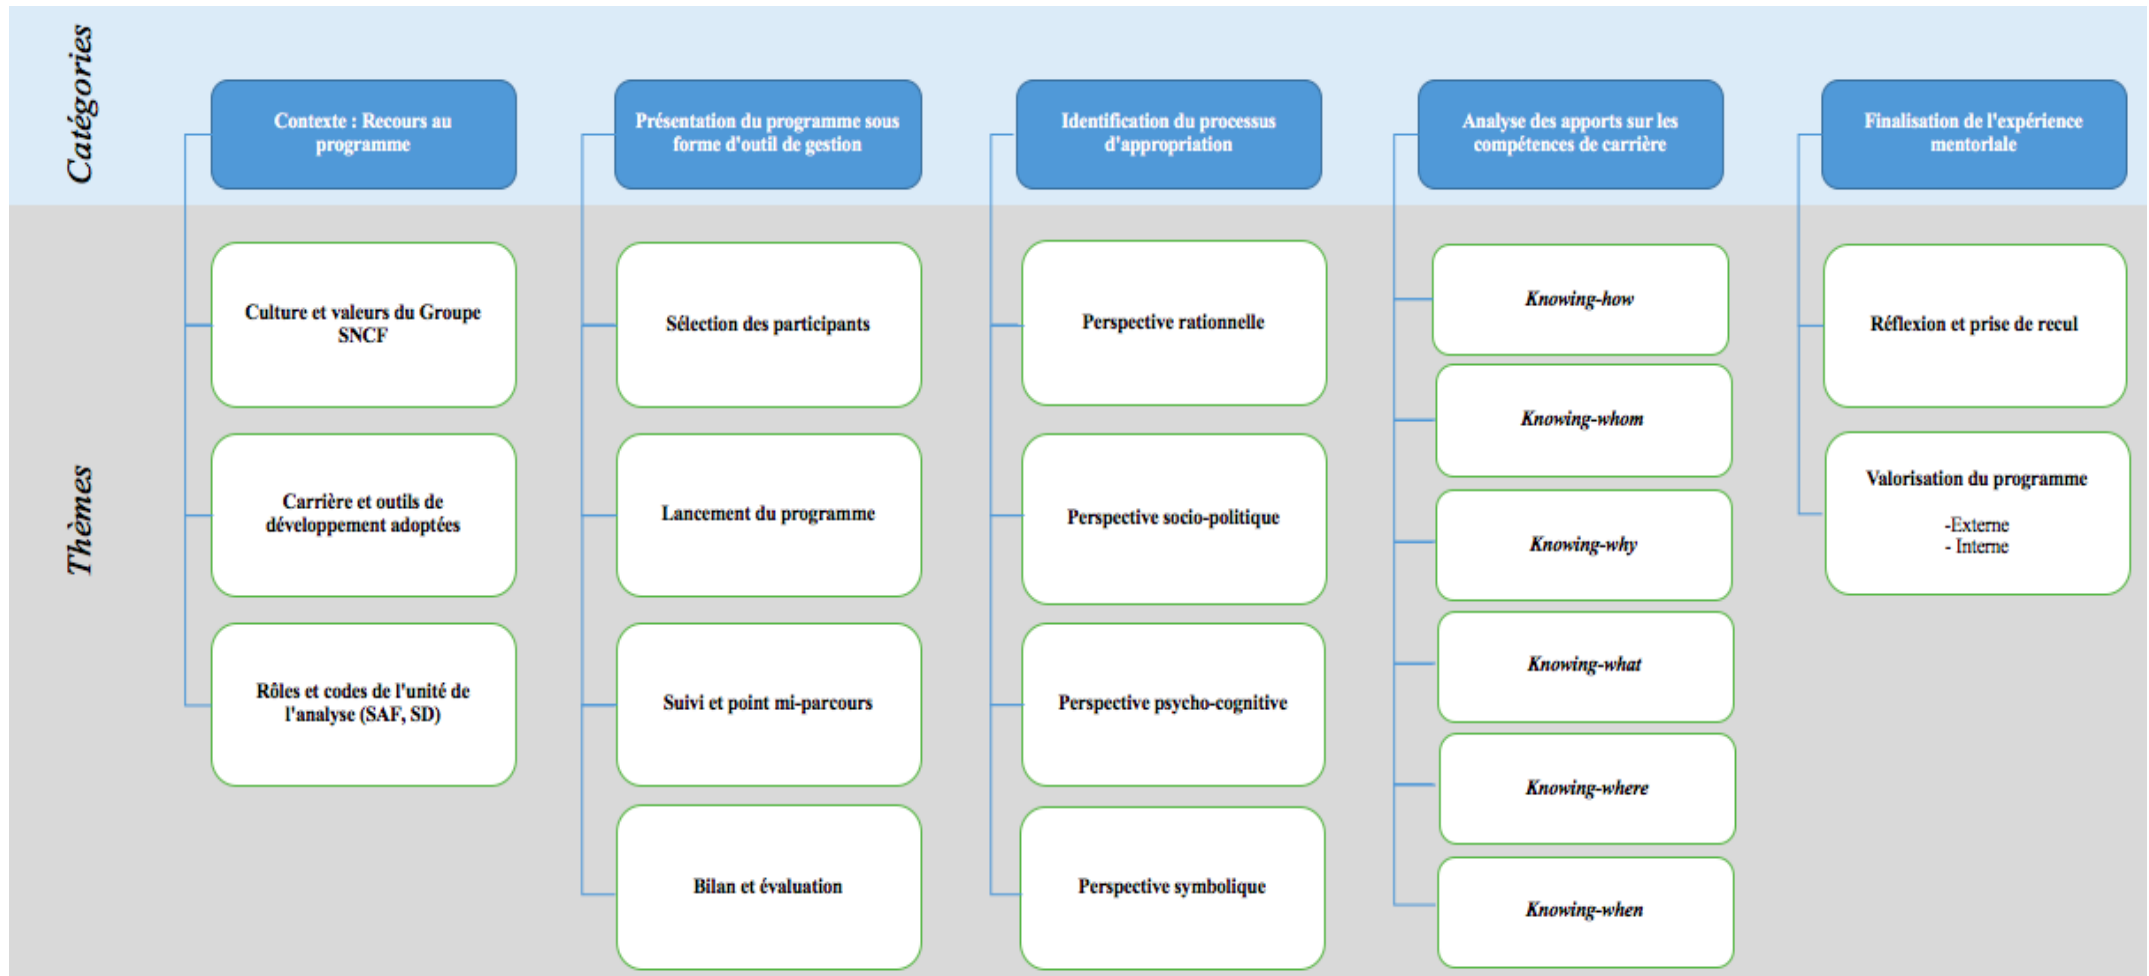 Catégories
Contexte : Recours au
programme
Présentation du programme sous
forme d'outil de gestion
Identification du processus
d'appropriation
Analyse des apports sur les
compétences de carrière
Finalisation de l'expérience
mentoriale
Thèmes
Culture et valeurs du Groupe
SNCF
Carrière et outils de
développement adoptées
Rôles et codes de l'unité de
l'analyse (SAF, SD)
Sélection des participants
Lancement du programme
Suivi et point mi-parcours
Bilan et évaluation
Perspective rationnelle
Perspective socio-politique
Perspective psycho-cognitive
Perspective symbolique
Knowing-how
Knowing-whom
Knowing-why
Knowing-what
Knowing-where
Knowing-when
Réflexion et prise de recul
Valorisation du programme
-Externe
- Interne